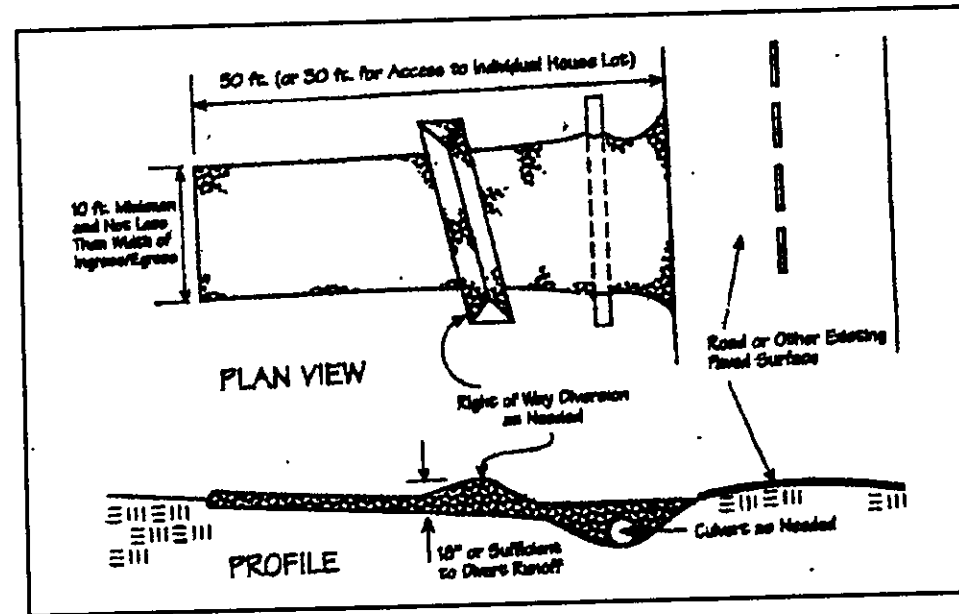 50 ft. (or 30 ft. for Access to Individual House Lot)
10 ft. Minimum
and Not Less
Than Width of
Ingress/Egress
Road or Other Existing
Paved Surface
PLAN VIEW
Right of Way Diversion
as Needed
Culvert as Needed
18" or Sufficient
to Divert Runoff
PROFILE